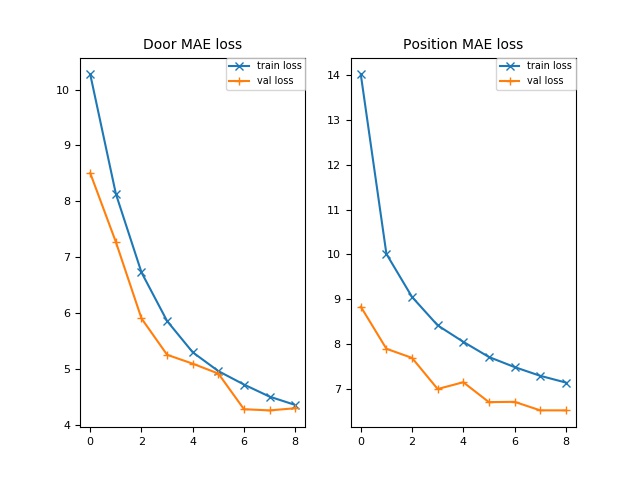 Door MAE loss
train loss
val loss
10
9
8
7
6
5
4
0 2 4 6 8
Position MAE loss
train loss
val loss
14
13
12
11
10
9
8
7
0 2 4 6 8